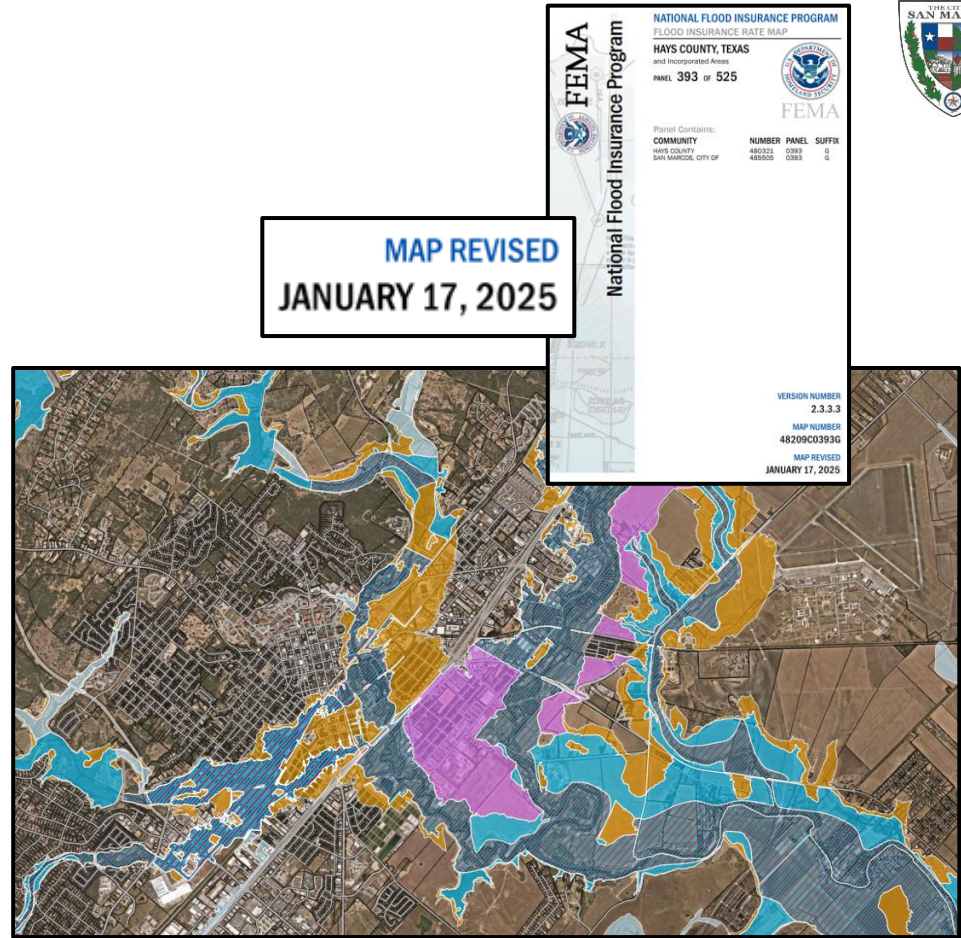 THE CITY
SAN MA
NATIONAL FLOOD INSURANCE PROGRAM
FLOOD INSURANCE RATE MAP
HAYS COUNTY, TEXAS
and Incorporated Areas
PANEL 393 OF 525
FEMA
Panel Contains:
COMMUNITY NUMBER PANEL SUFFIX
HAYS COUNTY 480321 0393 G
SAN MARCOS, CITY OF 485505 0393 G
FEMA
National Flood Insurance Program
MAP REVISED
JANUARY 17, 2025
VERSION NUMBER
2.3.3.3
MAP NUMBER
48209C0393G
MAP REVISED
JANUARY 17, 2025